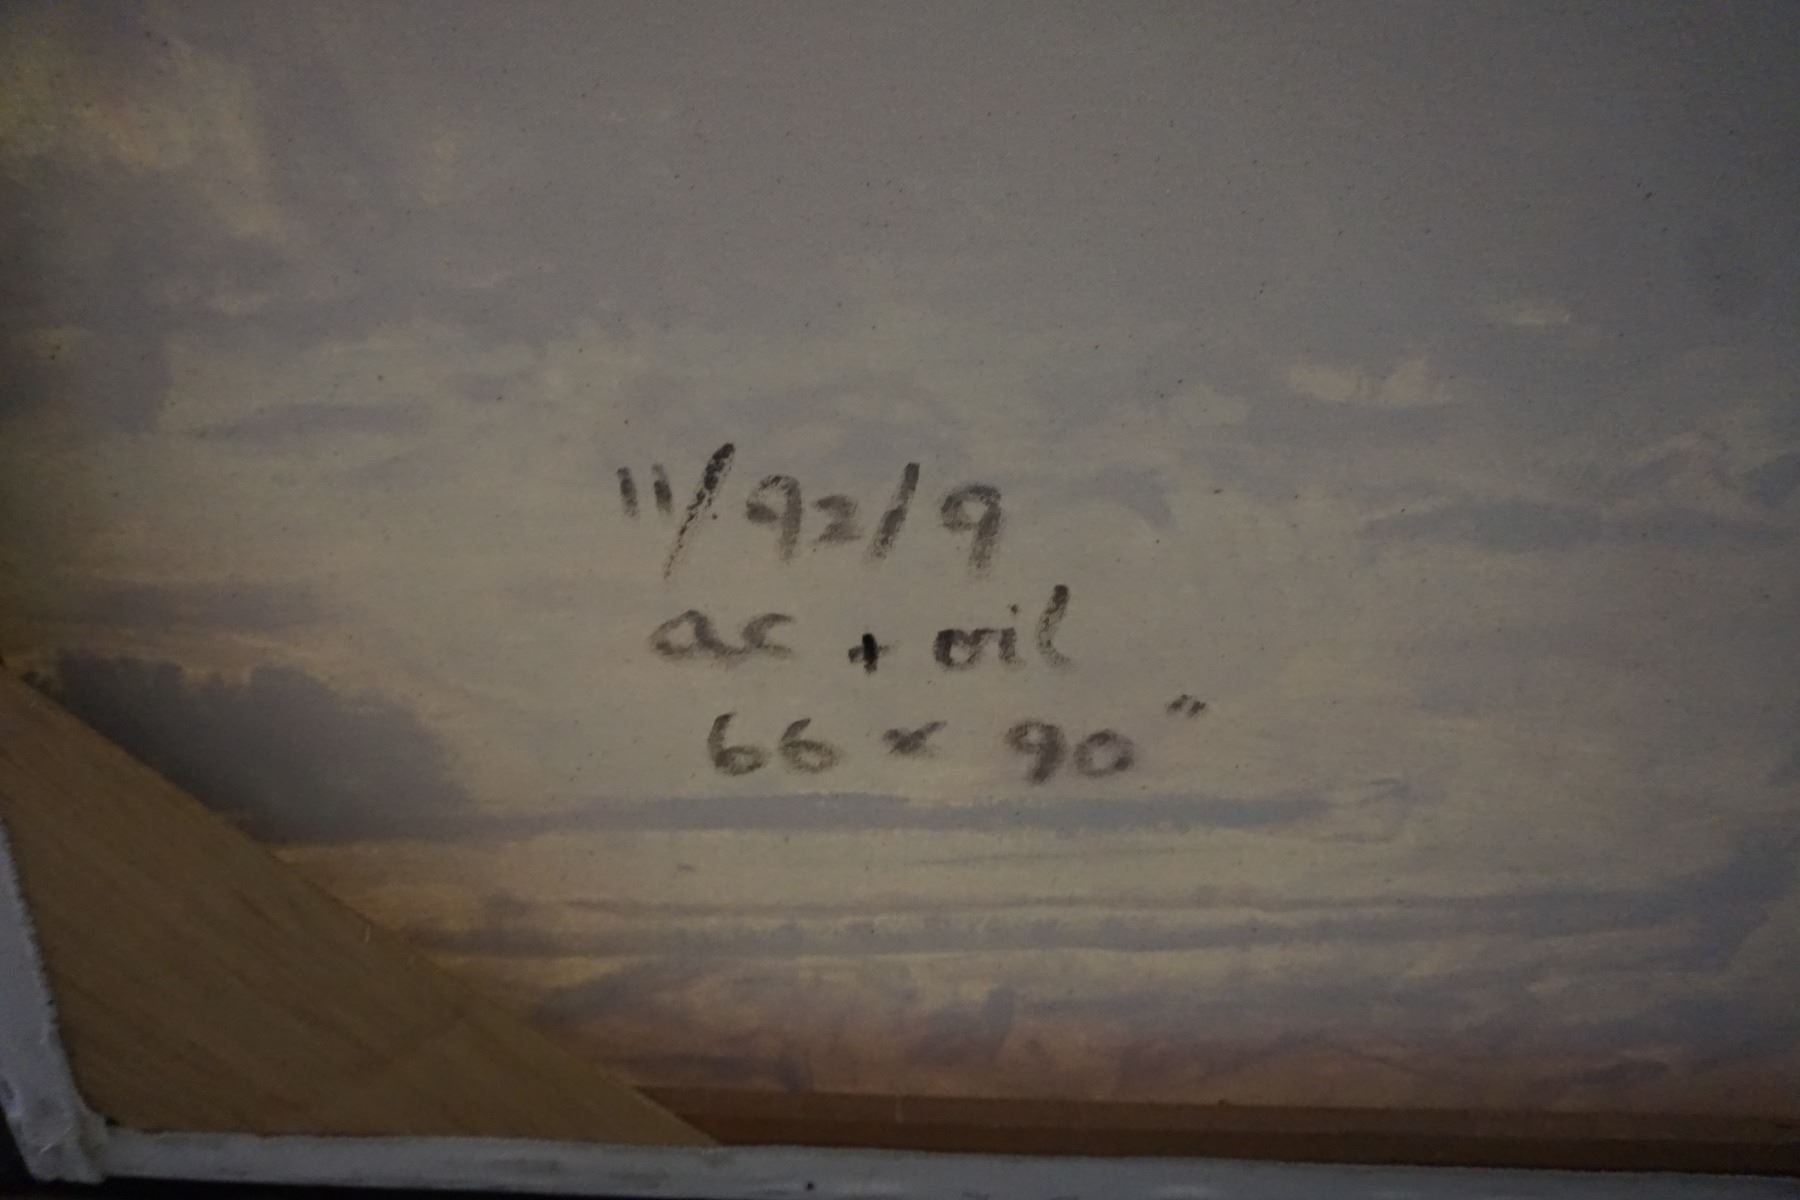 11/92/9
ac + oil
66 x 90"